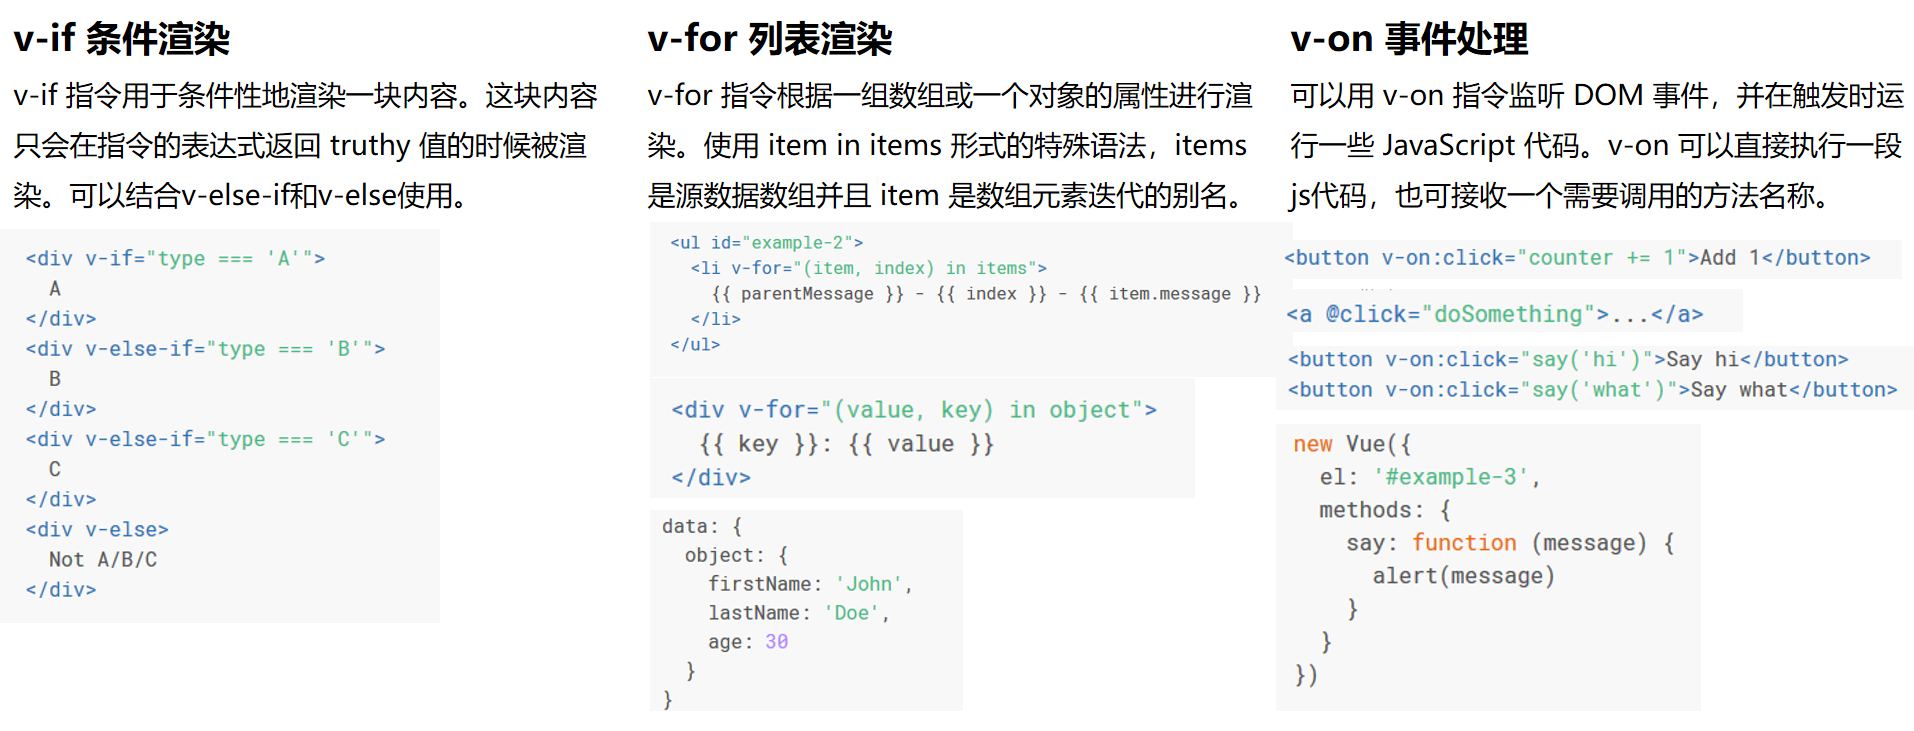 v-if 条件渲染
v-if 指令用于条件性地渲染一块内容。这块内容
只会在指令的表达式返回 truthy 值的时候被渲
染。可以结合v-else-if和v-else使用。
<div v-if="type === 'A'">
  A
</div>
<div v-else-if="type === 'B'">
  B
</div>
<div v-else-if="type === 'C'">
  C
</div>
<div v-else>
  Not A/B/C
</div>
v-for 列表渲染
v-for 指令根据一组数组或一个对象的属性进行渲
染。使用 item in items 形式的特殊语法，items
是源数据数组并且 item 是数组元素迭代的别名。
<ul id="example-2">
  <li v-for="(item, index) in items">
    {{ parentMessage }} - {{ index }} - {{ item.message }}
  </li>
</ul>
<div v-for="(value, key) in object">
  {{ key }}: {{ value }}
</div>
data: {
  object: {
    firstName: 'John',
    lastName: 'Doe',
    age: 30
  }
}
v-on 事件处理
可以用 v-on 指令监听 DOM 事件，并在触发时运
行一些 JavaScript 代码。v-on 可以直接执行一段
js代码，也可接收一个需要调用的方法名称。
<button v-on:click="counter += 1">Add 1</button>
<a @click="doSomething">...</a>
<button v-on:click="say('hi')">Say hi</button>
<button v-on:click="say('what')">Say what</button>
new Vue({
  el: '#example-3',
  methods: {
    say: function (message) {
      alert(message)
    }
  }
})